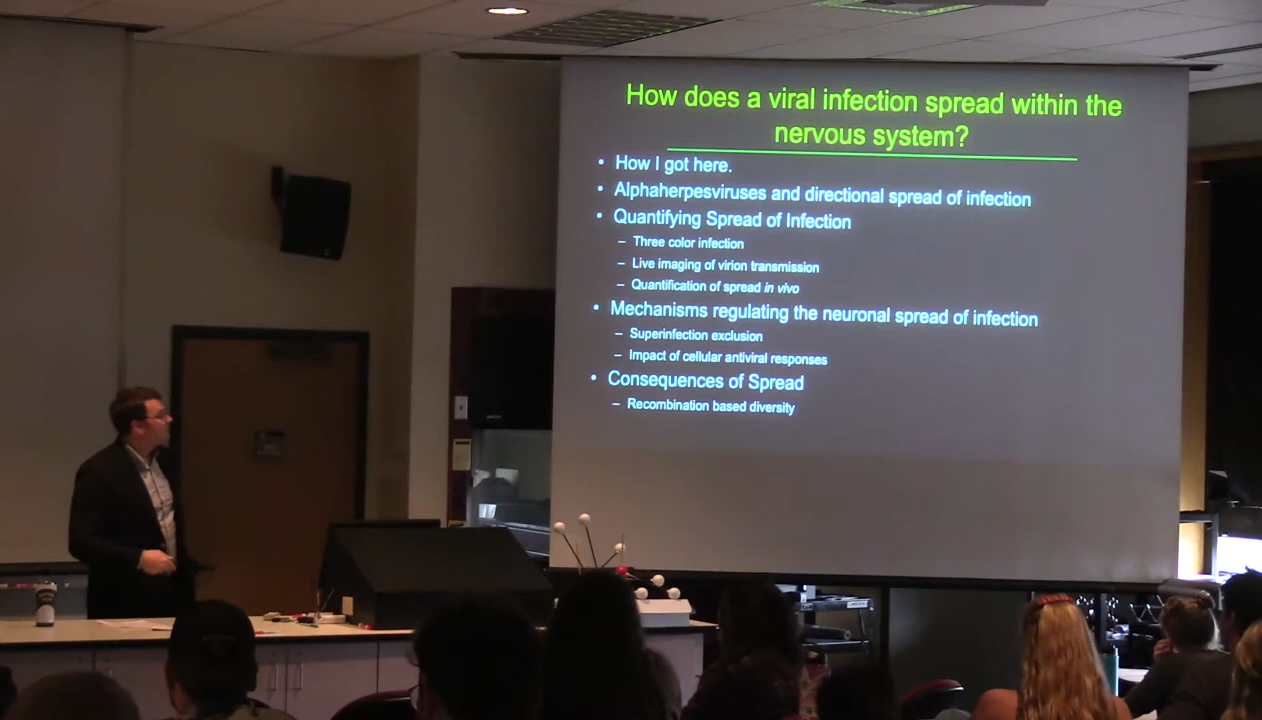 How does a viral infection spread within the
nervous system?
• How I got here.
• Alphaherpesviruses and directional spread of infection
• Quantifying Spread of Infection
– Three color infection
– Live imaging of virion transmission
– Quantification of spread in vivo
• Mechanisms regulating the neuronal spread of infection
– Superinfection exclusion
– Impact of cellular antiviral responses
• Consequences of Spread
– Recombination based diversity